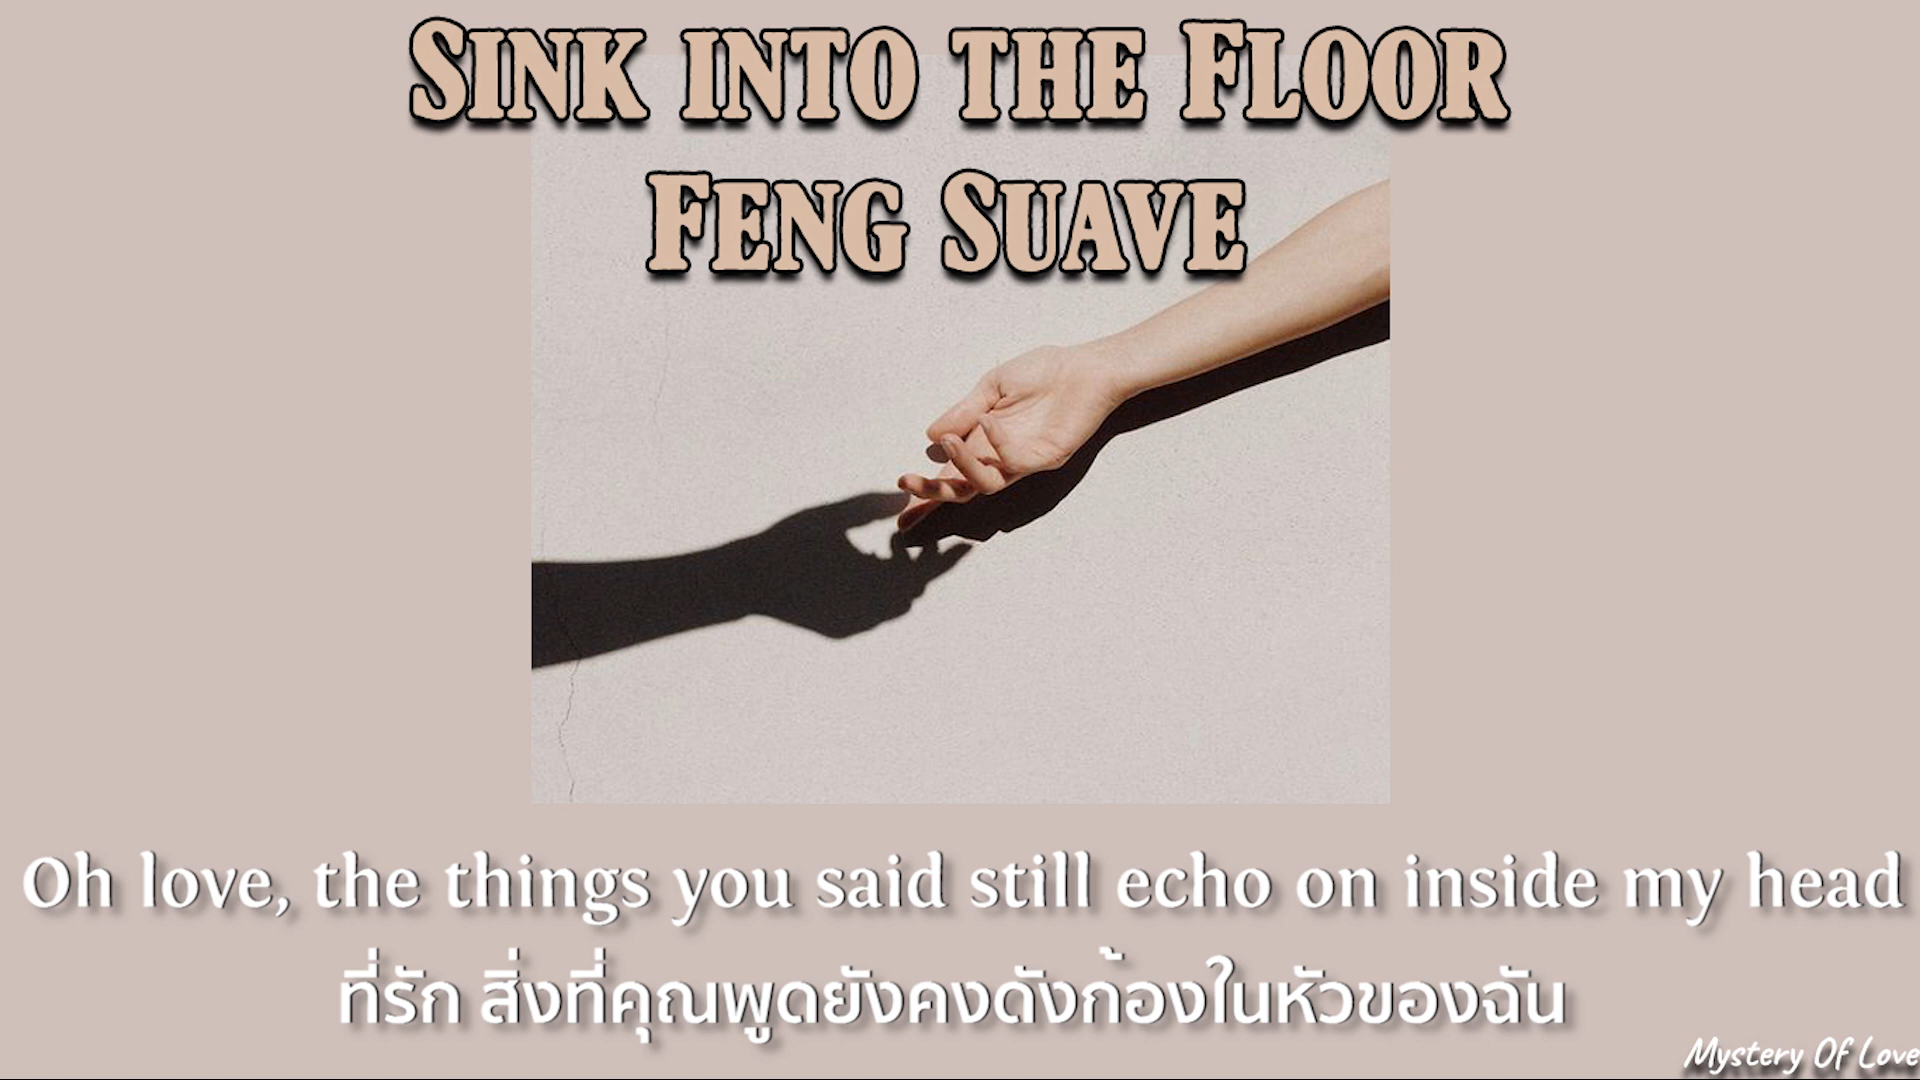 SINK INTO THE FLOOR
FENG SUAVE
Oh love, the things you said still echo on inside my head
ที่รัก สิ่งที่คุณพูดยังคงดังก้องในหัวของฉัน
Mystery Of Love